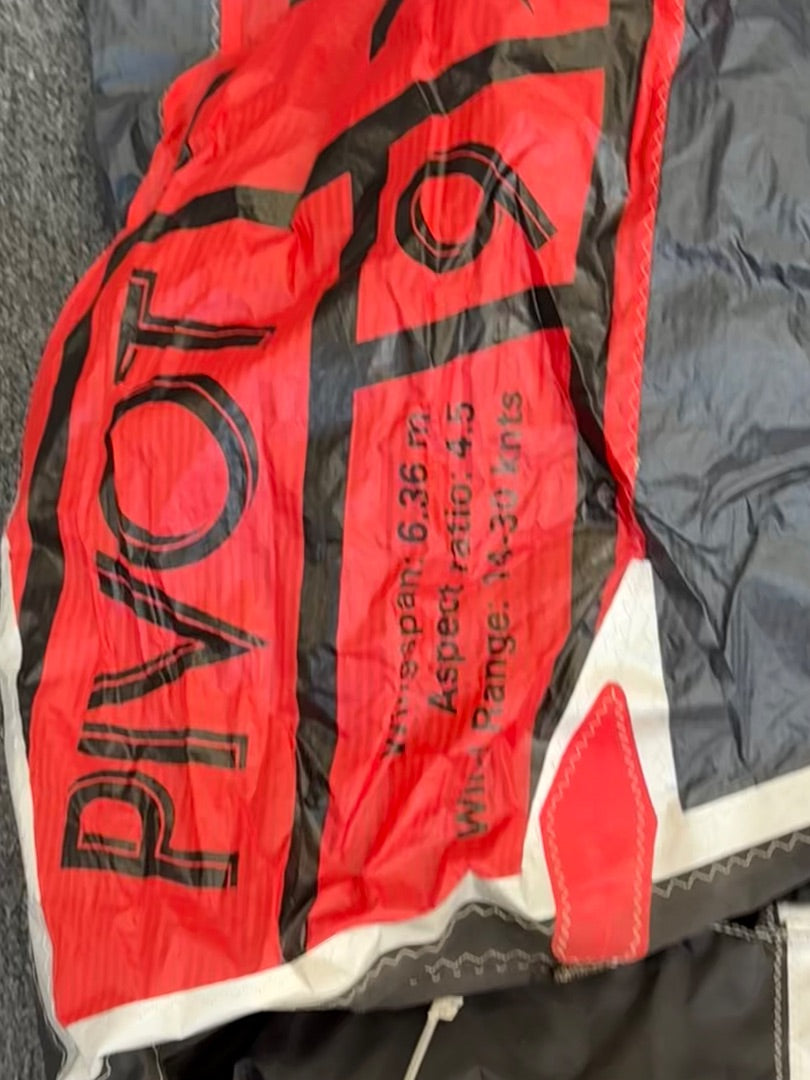 PIVOT
9
Wingspan: 6.36 m
Aspect ratio: 4.5
Wind Range: 14-30 knts